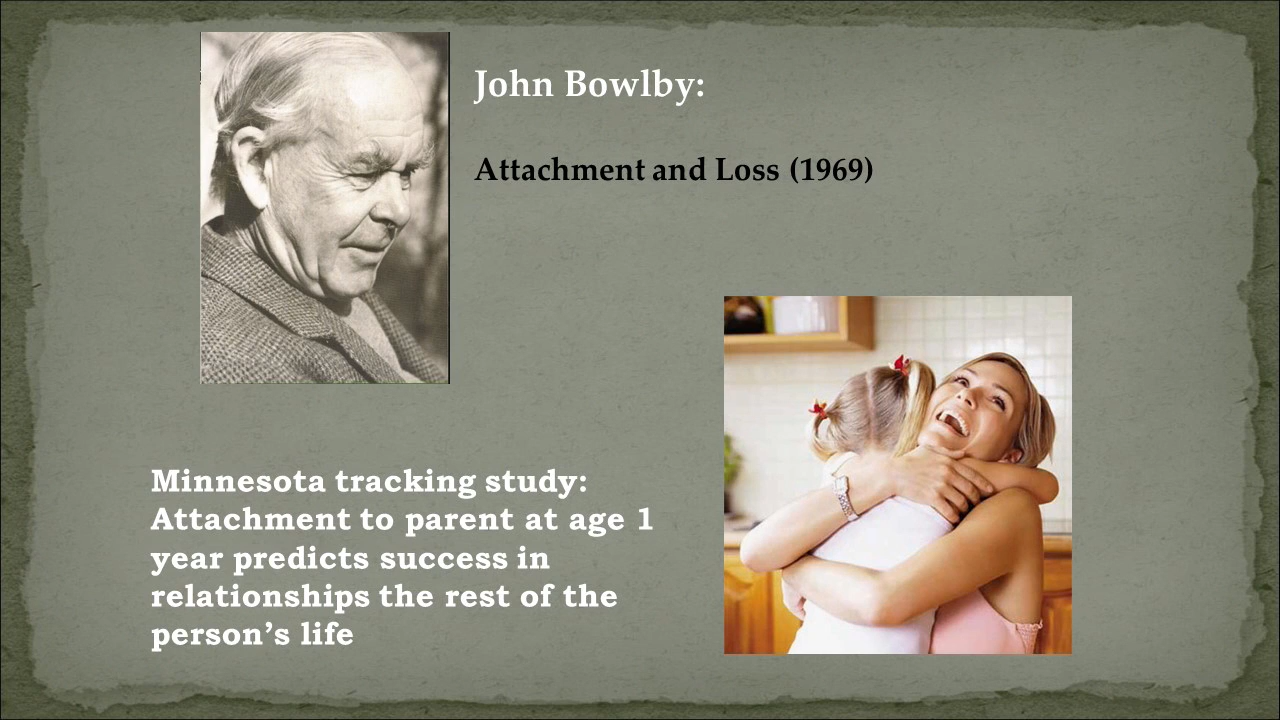 John Bowlby:
Attachment and Loss (1969)
Minnesota tracking study:
Attachment to parent at age 1
year predicts success in
relationships the rest of the
person’s life